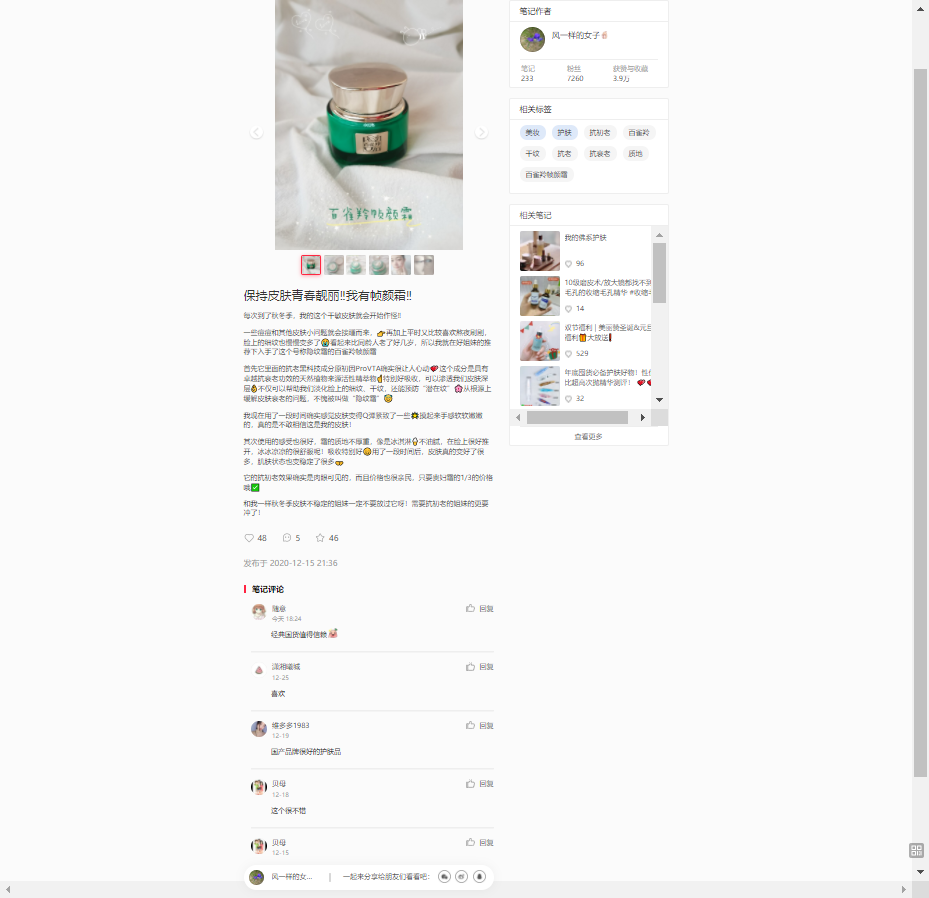 百雀羚帧颜霜
保持皮肤青春靓丽!!我有帧颜霜!!
每次到了秋冬季，我的这个干敏皮肤就会开始作怪!!
一些痘痘和其他皮肤小问题就会接踵而来，👉再加上平时又比较喜欢熬夜刷剧，
脸上的细纹也慢慢变多了😭看起来比同龄人老了好几岁，所以我就在好姐妹的推
荐下入手了这个号称隐纹霜的百雀羚帧颜霜
首先它里面的抗老黑科技成分原初因ProVTA确实很让人心动💓这个成分是具有
卓越抗衰老功效的天然植物来源活性精萃物☝特别好吸收，可以渗透我们皮肤深
层👌不仅可以帮助我们淡化脸上的细纹、干纹，还能预防“潜在纹”🌸从根源上
缓解皮肤衰老的问题，不愧被叫做“隐纹霜”😆
我现在用了一段时间确实感觉皮肤变得Q弹紧致了一些🍀摸起来手感软软嫩嫩
的，真的是不敢相信这是我的皮肤！
其次使用的感受也很好，霜的质地不厚重，像是冰淇淋🍦不油腻，在脸上很好推
开，冰冰凉凉的很舒服呢！吸收特别好😄用了一段时间后，皮肤真的变好了很
多，肌肤状态也变稳定了很多
它的抗初老效果确实是肉眼可见的，而且价格也很亲民，只要贵妇霜的1/3的价格
哦✅
和我一样秋冬季皮肤不稳定的姐妹一定不要放过它呀！需要抗初老的姐妹的更要
冲了！
48 5 46
发布于 2020-12-15 21:36
笔记评论
随意 回复
今天 18:24
经典国货值得信赖
潇湘曦城 回复
12-25
喜欢
维多多1983 回复
12-19
国产品牌很好的护肤品
贝母 回复
12-18
这个很不错
贝母 回复
12-15
风一样的女... | 一起来分享给朋友们看看吧：
笔记作者
风一样的女子
笔记 粉丝 获赞与收藏
233 7260 3.9万
相关标签
美妆 护肤 抗初老 百雀羚
干纹 抗老 抗衰老 质地
百雀羚帧颜霜
相关笔记
我的佛系护肤
96
10级磨皮术/放大镜都找不到
毛孔的收缩毛孔精华 #收缩毛
14
双节福利 | 美丽猫圣诞&元旦
福利🎁大放送
529
年底囤货必备护肤好物！性价
比超高次抛精华测评！
32
查看更多